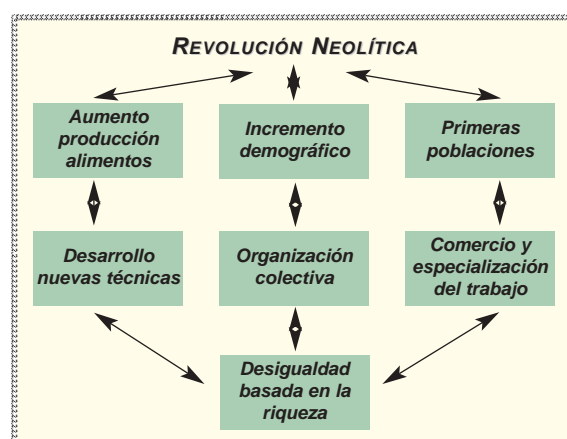 REVOLUCIÓN NEOLÍTICA
Aumento
producción
alimentos
Incremento
demográfico
Primeras
poblaciones
Desarrollo
nuevas técnicas
Organización
colectiva
Comercio y
especialización
del trabajo
Desigualdad
basada en la
riqueza